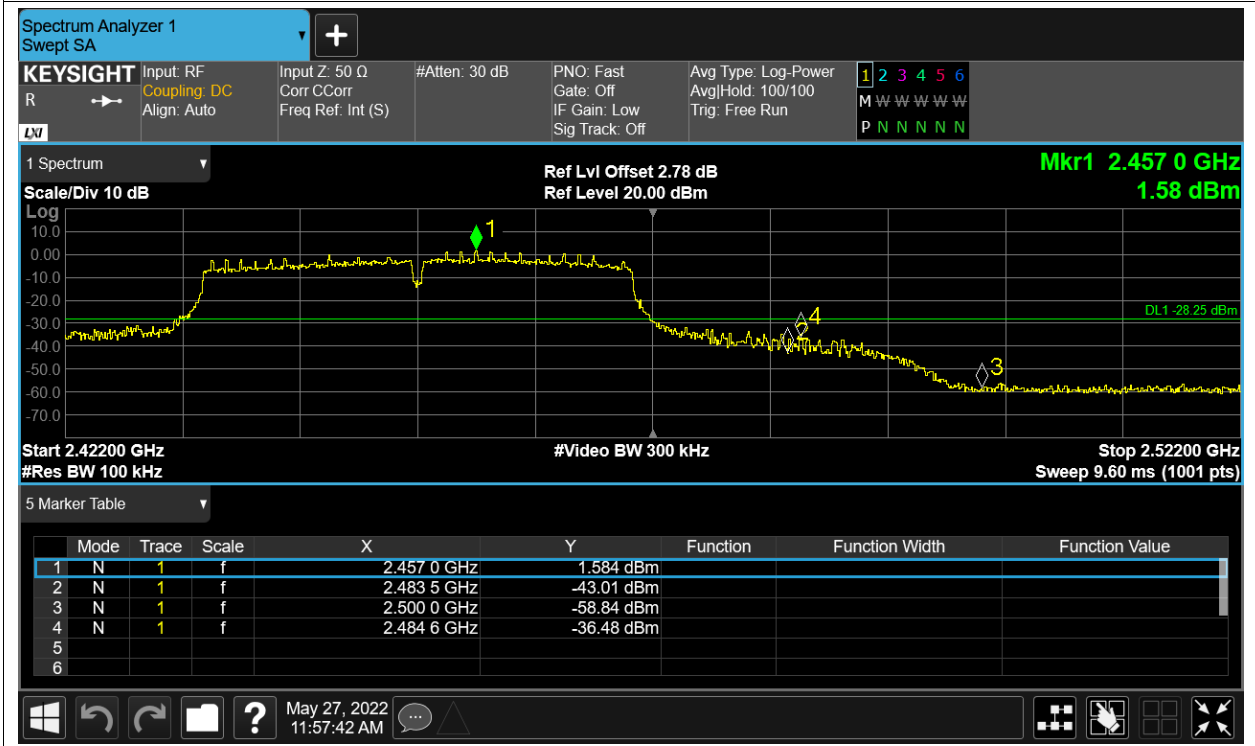 Spectrum Analyzer 1
Swept SA
KEYSIGHT
R
LXI
Input: RF
Coupling: DC
Align: Auto
Input Z: 50 Ω
Corr CCorr
Freq Ref: Int (S)
#Atten: 30 dB
PNO: Fast
Gate: Off
IF Gain: Low
Sig Track: Off
Avg Type: Log-Power
Avg|Hold: 100/100
Trig: Free Run
1 2 3 4 5 6
M W W W W W W
P N N N N N N
1 Spectrum
Scale/Div 10 dB
Ref Lvl Offset 2.78 dB
Ref Level 20.00 dBm
Mkr1 2.457 0 GHz
1.58 dBm
Log
10.0
0.00
-10.0
-20.0
-30.0
-40.0
-50.0
-60.0
-70.0
1
DL1 -28.25 dBm
4
2
3
Start 2.42200 GHz
#Video BW 300 kHz
Stop 2.52200 GHz
#Res BW 100 kHz
Sweep 9.60 ms (1001 pts)
5 Marker Table
Mode Trace Scale X Y Function Function Width Function Value
1 N 1 f 2.457 0 GHz 1.584 dBm
2 N 1 f 2.483 5 GHz -43.01 dBm
3 N 1 f 2.500 0 GHz -58.84 dBm
4 N 1 f 2.484 6 GHz -36.48 dBm
5
6
?
May 27, 2022
11:57:42 AM